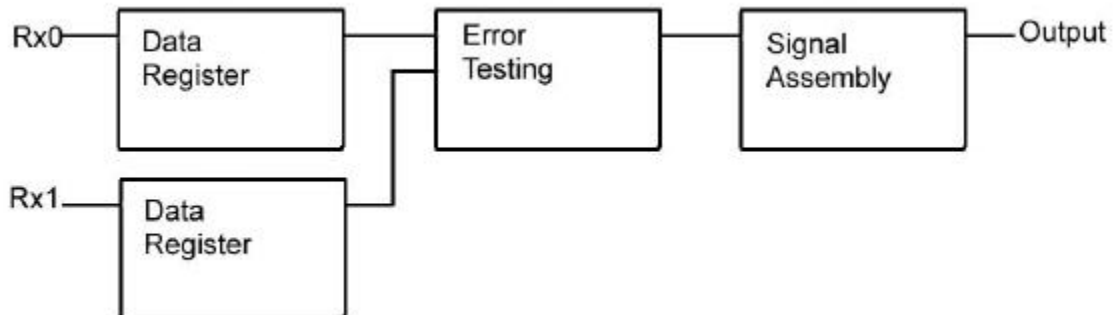 Rx0
Data
Register
Error
Testing
Signal
Assembly
Output
Rx1
Data
Register